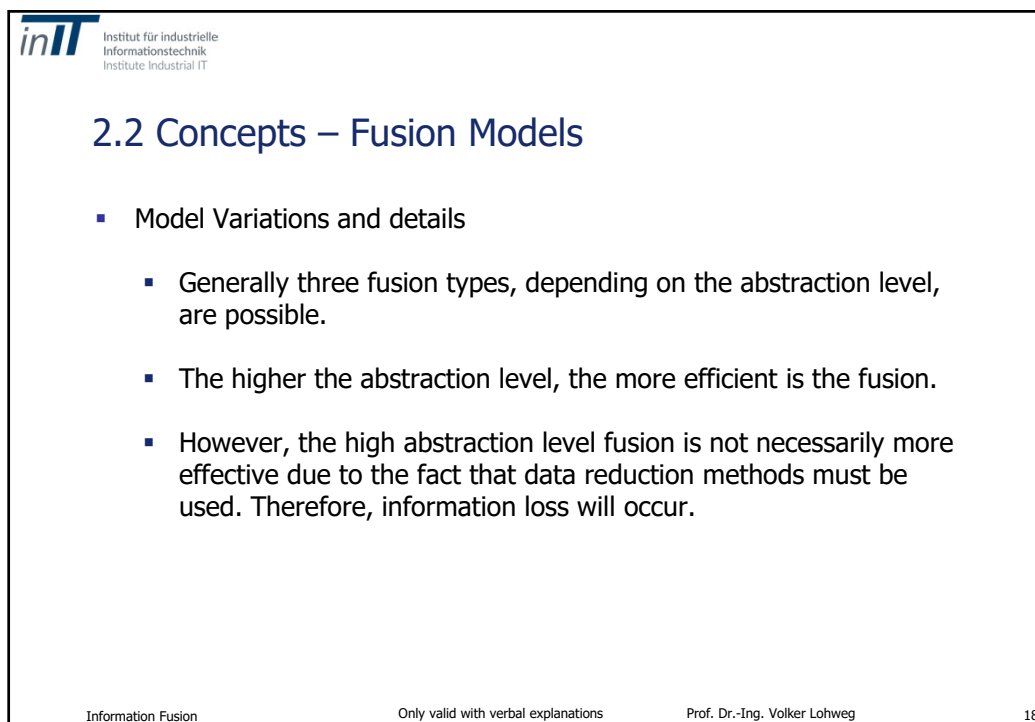 inIT
Institut für industrielle
Informationstechnik
Institute Industrial IT
2.2 Concepts – Fusion Models
▪ Model Variations and details
▪ Generally three fusion types, depending on the abstraction level,
are possible.
▪ The higher the abstraction level, the more efficient is the fusion.
▪ However, the high abstraction level fusion is not necessarily more
effective due to the fact that data reduction methods must be
used. Therefore, information loss will occur.
Information Fusion Only valid with verbal explanations Prof. Dr.-Ing. Volker Lohweg 18